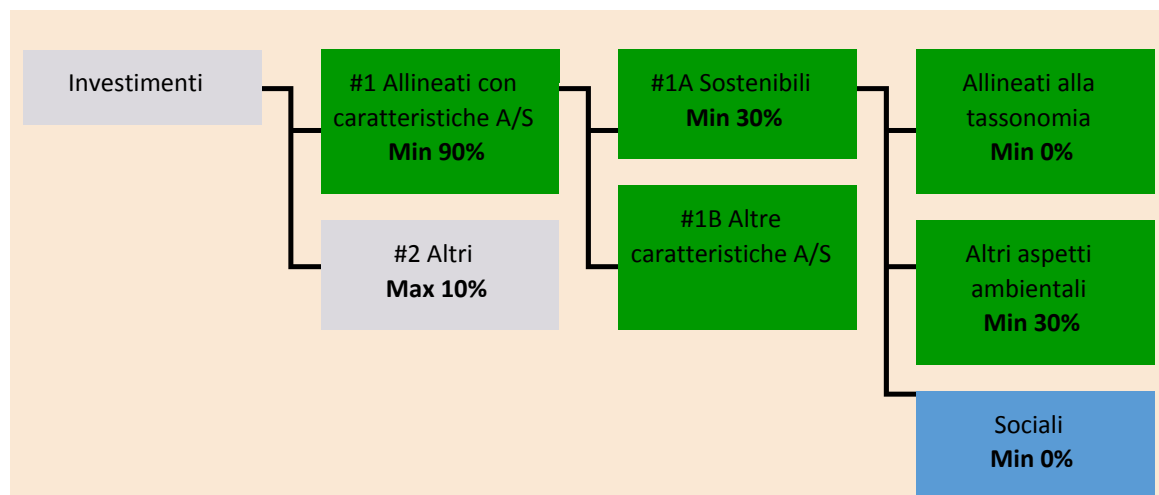 Investimenti
#1 Allineati con
caratteristiche A/S
Min 90%
#2 Altri
Max 10%
#1A Sostenibili
Min 30%
#1B Altre
caratteristiche A/S
Allineati alla
tassonomia
Min 0%
Altri aspetti
ambientali
Min 30%
Sociali
Min 0%